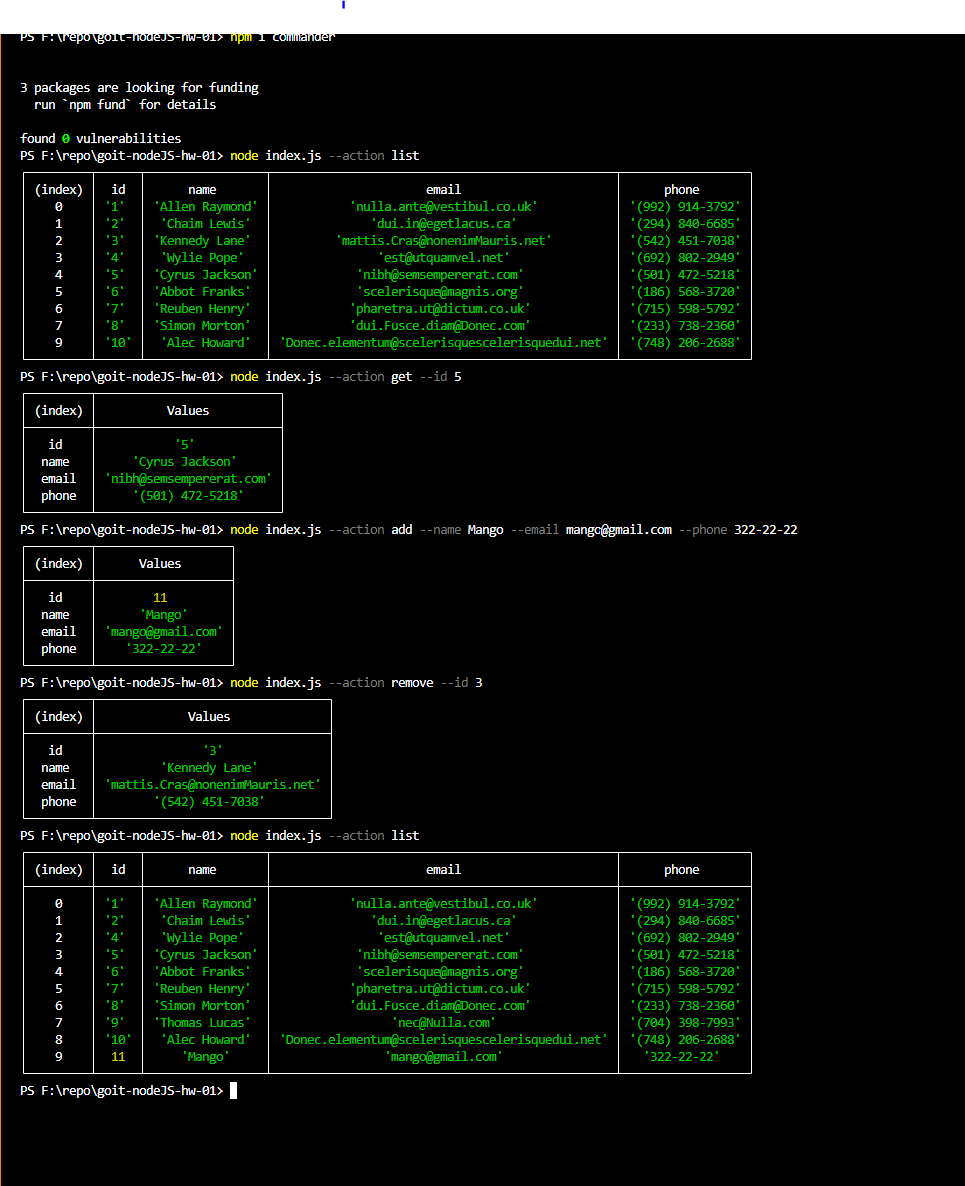 PS F:\repo\goit-nodeJS-hw-01> npm i commander
3 packages are looking for funding
run `npm fund` for details
found 0 vulnerabilities
PS F:\repo\goit-nodeJS-hw-01> node index.js --action list
(index) id name email phone
0 '1' 'Allen Raymond' 'nulla.ante@vestibul.co.uk' '(992) 914-3792'
1 '2' 'Chaim Lewis' 'dui.in@egetlacus.ca' '(294) 840-6685'
2 '3' 'Kennedy Lane' 'mattis.Cras@nonenimMauris.net' '(542) 451-7038'
3 '4' 'Wylie Pope' 'est@utquamvel.net' '(692) 802-2949'
4 '5' 'Cyrus Jackson' 'nibh@semsempererat.com' '(501) 472-5218'
5 '6' 'Abbot Franks' 'scelerisque@magnis.org' '(186) 568-3720'
6 '7' 'Reuben Henry' 'pharetra.ut@dictum.co.uk' '(715) 598-5792'
7 '8' 'Simon Morton' 'dui.Fusce.diam@Donec.com' '(233) 738-2360'
9 '10' 'Alec Howard' 'Donec.elementum@scelerisquescelerisquedui.net' '(748) 206-2688'
PS F:\repo\goit-nodeJS-hw-01> node index.js --action get --id 5
(index) Values
id '5'
name 'Cyrus Jackson'
email 'nibh@semsempererat.com'
phone '(501) 472-5218'
PS F:\repo\goit-nodeJS-hw-01> node index.js --action add --name Mango --email mango@gmail.com --phone 322-22-22
(index) Values
id 11
name 'Mango'
email 'mango@gmail.com'
phone '322-22-22'
PS F:\repo\goit-nodeJS-hw-01> node index.js --action remove --id 3
(index) Values
id '3'
name 'Kennedy Lane'
email 'mattis.Cras@nonenimMauris.net'
phone '(542) 451-7038'
PS F:\repo\goit-nodeJS-hw-01> node index.js --action list
(index) id name email phone
0 '1' 'Allen Raymond' 'nulla.ante@vestibul.co.uk' '(992) 914-3792'
1 '2' 'Chaim Lewis' 'dui.in@egetlacus.ca' '(294) 840-6685'
2 '4' 'Wylie Pope' 'est@utquamvel.net' '(692) 802-2949'
3 '5' 'Cyrus Jackson' 'nibh@semsempererat.com' '(501) 472-5218'
4 '6' 'Abbot Franks' 'scelerisque@magnis.org' '(186) 568-3720'
5 '7' 'Reuben Henry' 'pharetra.ut@dictum.co.uk' '(715) 598-5792'
6 '8' 'Simon Morton' 'dui.Fusce.diam@Donec.com' '(233) 738-2360'
7 '9' 'Thomas Lucas' 'nec@Nulla.com' '(704) 398-7993'
8 '10' 'Alec Howard' 'Donec.elementum@scelerisquescelerisquedui.net' '(748) 206-2688'
9 11 'Mango' 'mango@gmail.com' '322-22-22'
PS F:\repo\goit-nodeJS-hw-01>